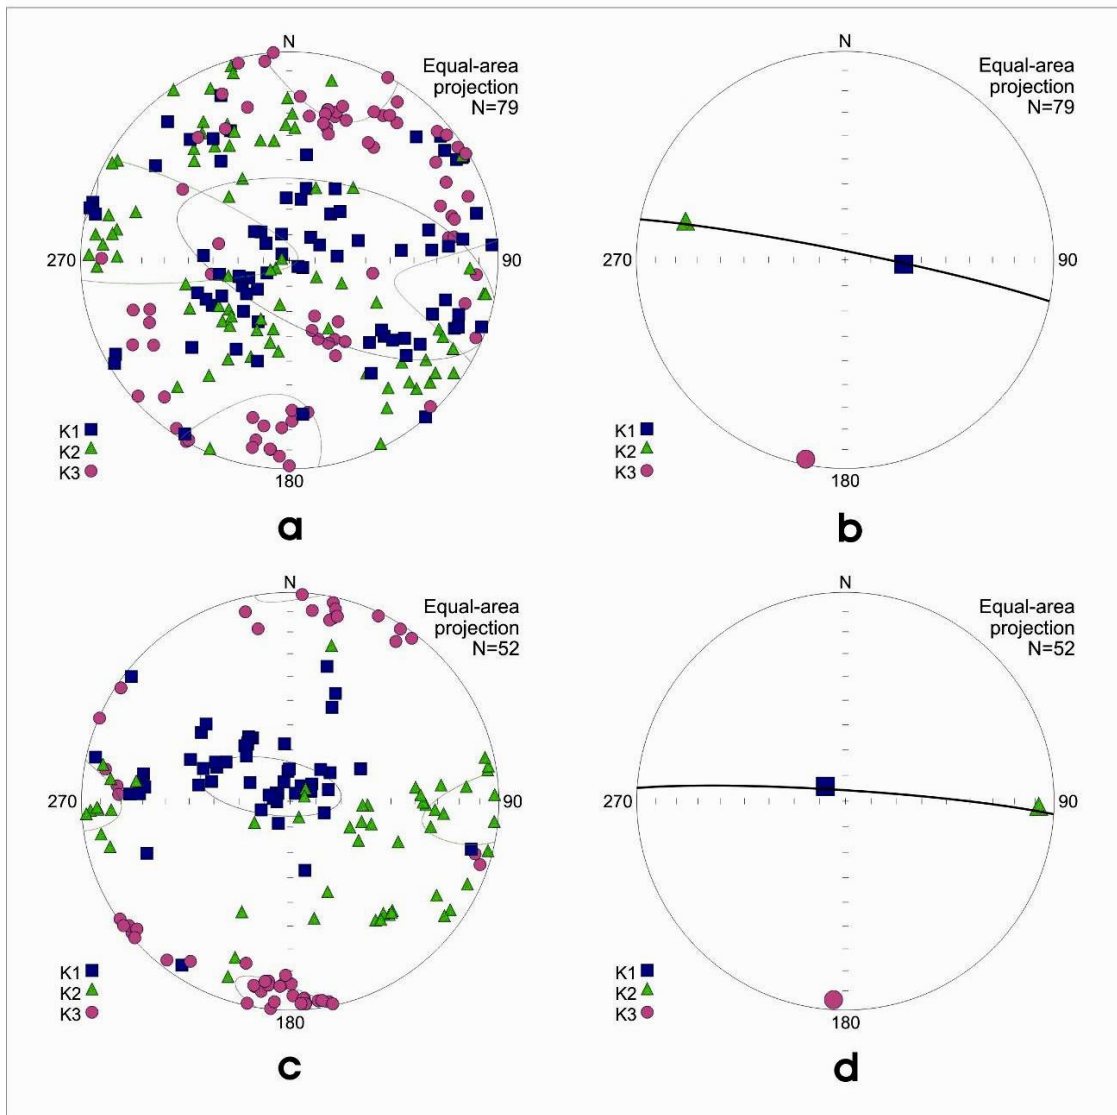 N
Equal-area
projection
N=79
270
90
K1
K2
K3
180
a
N
Equal-area
projection
N=79
270
90
K1
K2
K3
180
b
N
Equal-area
projection
N=52
270
90
K1
K2
K3
180
c
N
Equal-area
projection
N=52
270
90
K1
K2
K3
180
d